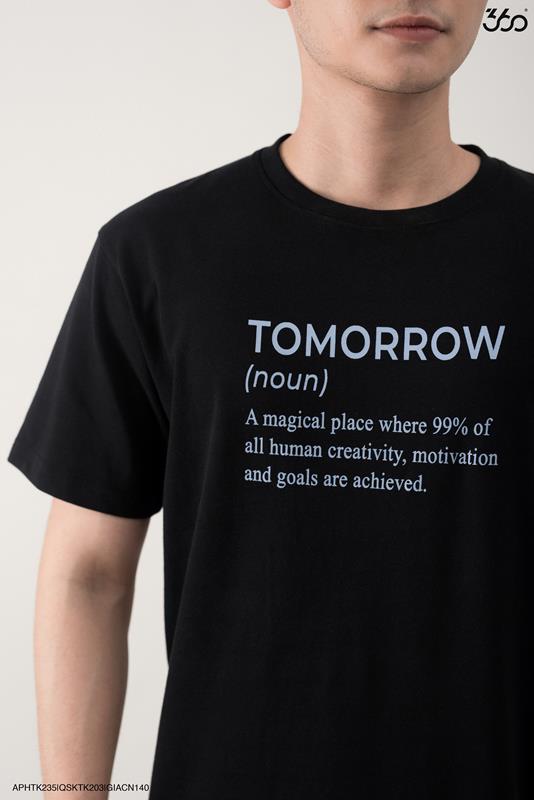 360
TOMORROW
(noun)
A magical place where 99% of
all human creativity, motivation
and goals are achieved.
APHTK235|QSKTK203|GIACN140